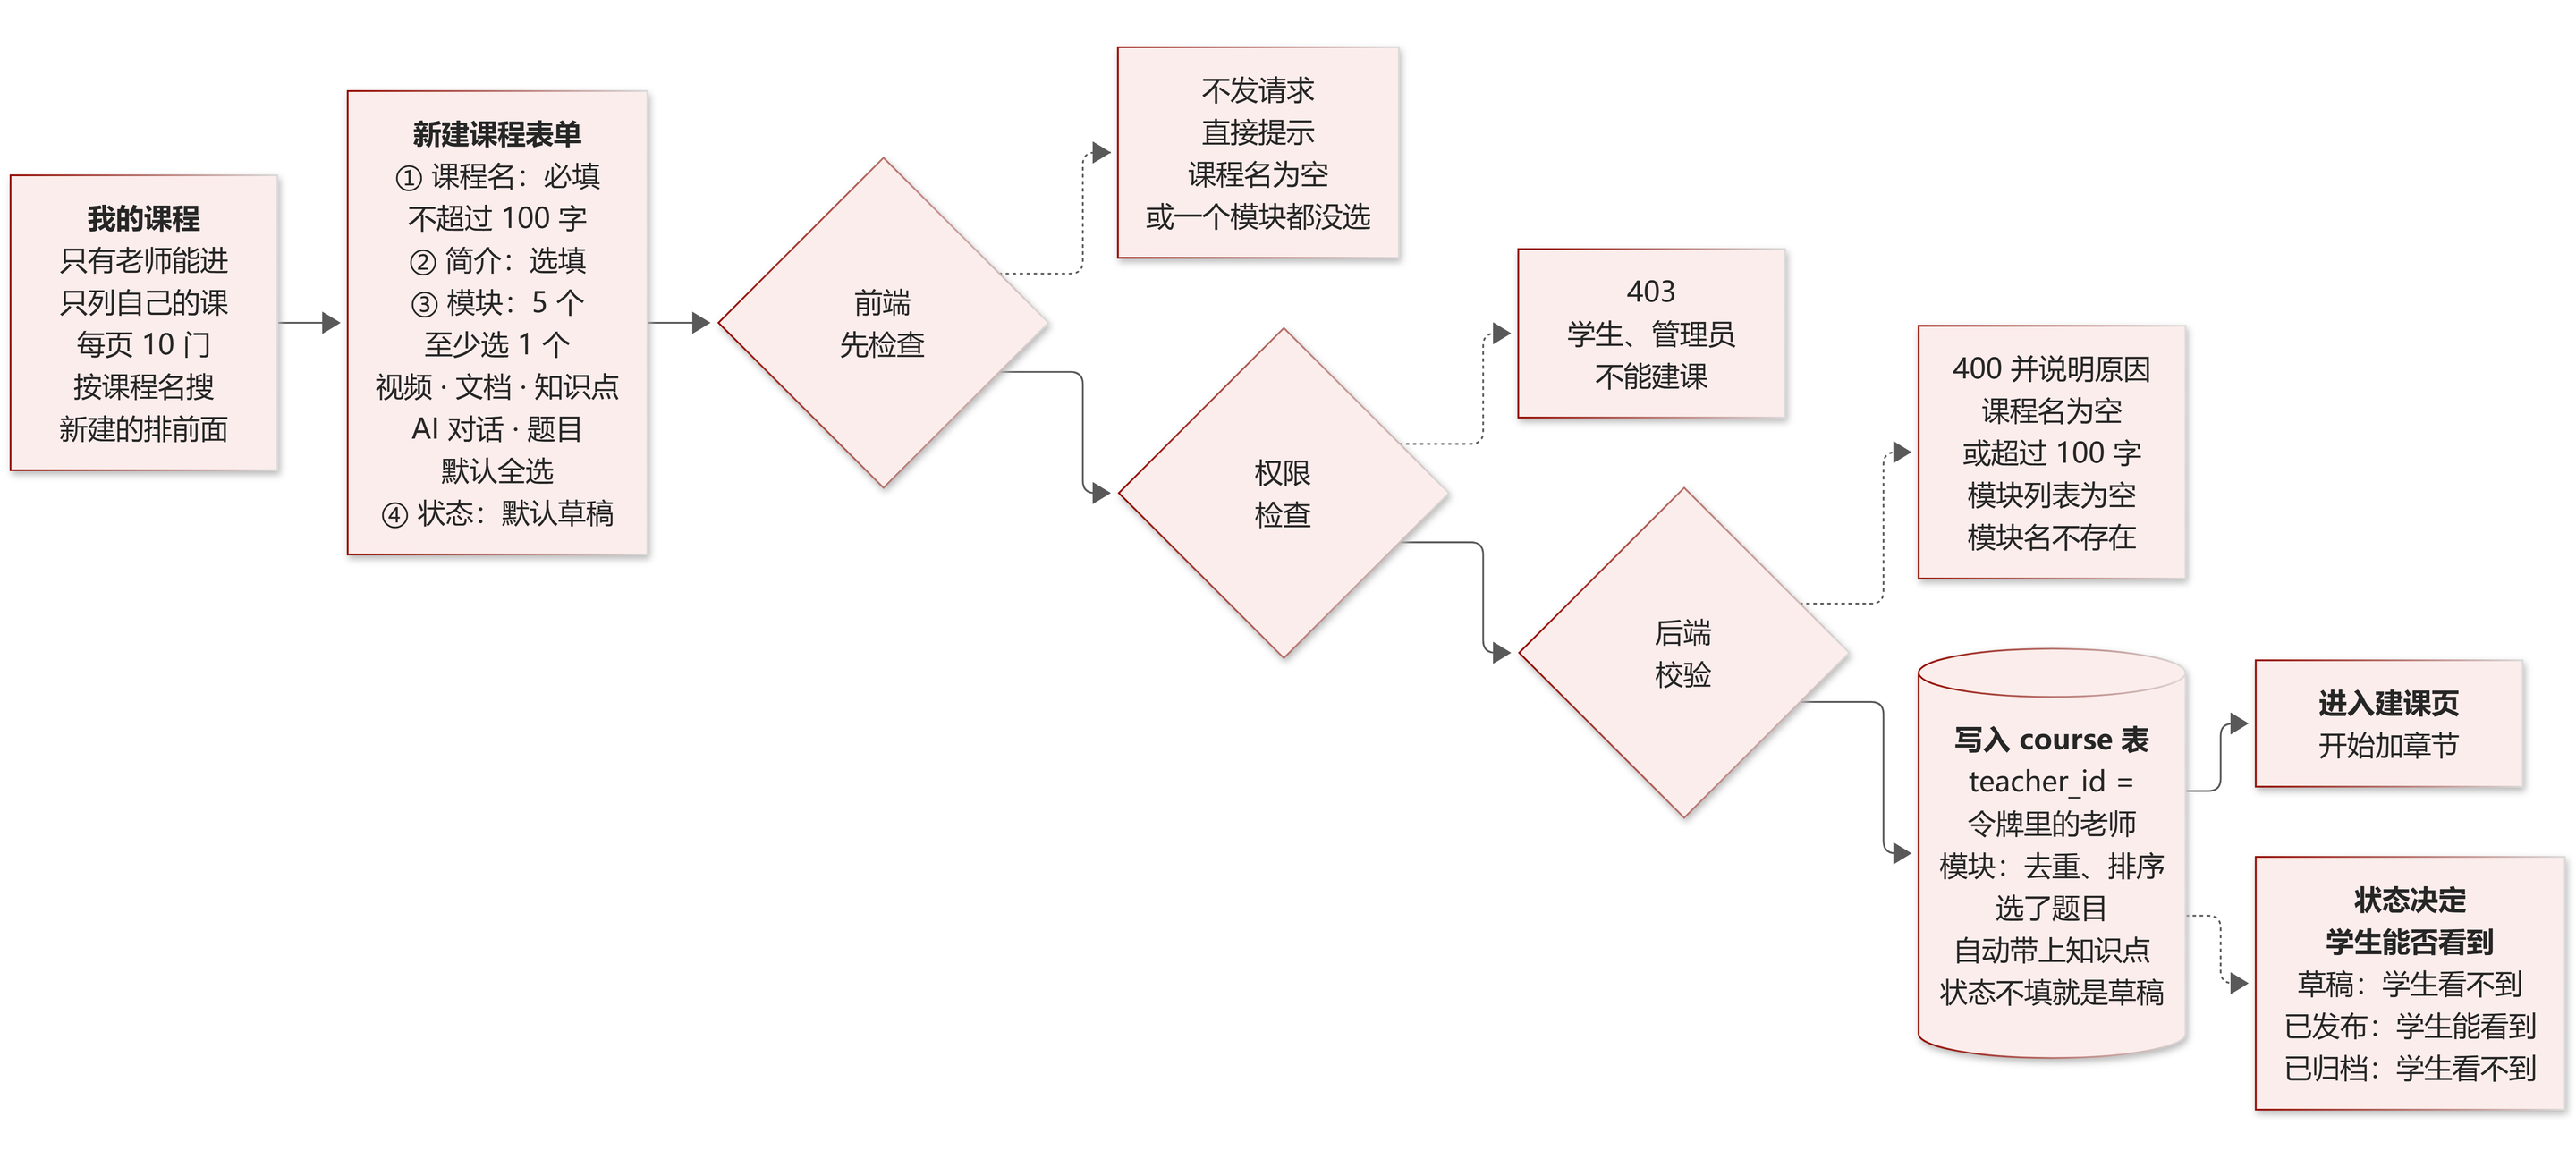 我的课程
只有老师能进
只列自己的课
每页 10 门
按课程名搜
新建的排前面
新建课程表单
① 课程名：必填
不超过 100 字
② 简介：选填
③ 模块：5 个
至少选 1 个
视频 · 文档 · 知识点
AI 对话 · 题目
默认全选
④ 状态：默认草稿
前端
先检查
不发请求
直接提示
课程名为空
或一个模块都没选
权限
检查
403
学生、管理员
不能建课
后端
校验
400 并说明原因
课程名为空
或超过 100 字
模块列表为空
模块名不存在
写入 course 表
teacher_id =
令牌里的老师
模块：去重、排序
选了题目
自动带上知识点
状态不填就是草稿
进入建课页
开始加章节
状态决定
学生能否看到
草稿：学生看不到
已发布：学生能看到
已归档：学生看不到